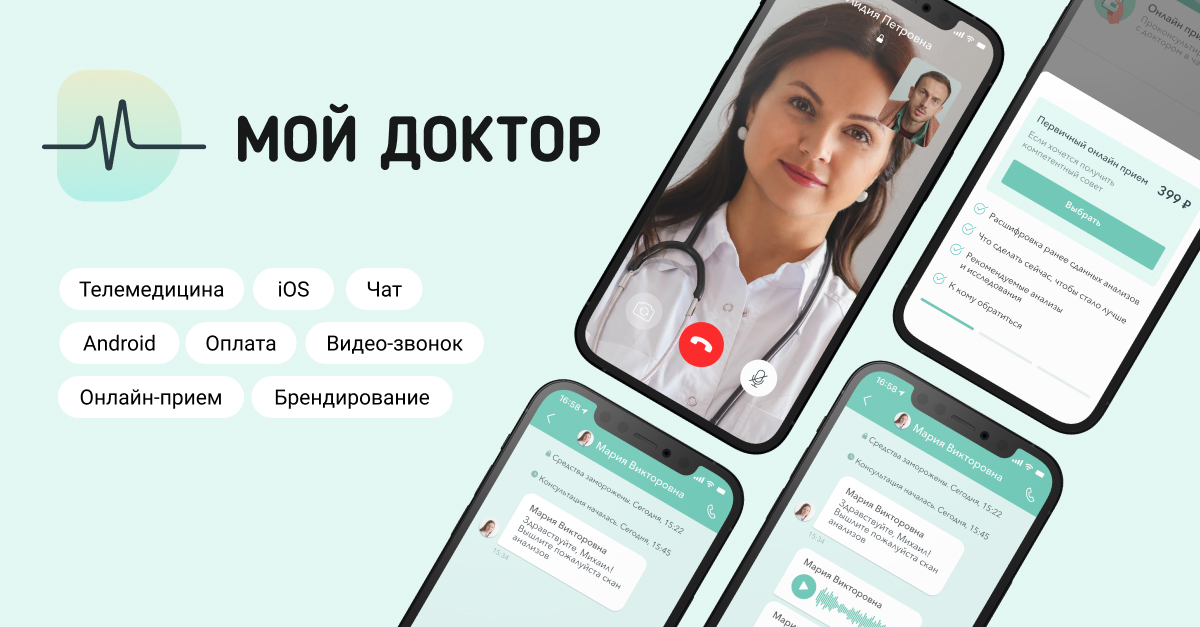 МОЙ ДОКТОР
Телемедицина
iOS
Чат
Android
Оплата
Видео-звонок
Онлайн-прием
Брендирование
Петровна
Онлайн
с доктором в
Первичный онлайн прием
Если хочется получить
компетентный совет
399 ₽
Выбрать
Расшифровка ранее сданных анализов
Что сделать сейчас, чтобы стало лучше
Рекомендуемые анализы
и исследования
К кому обратиться
16:58
Мария Викторовна
Средства заморожены. Сегодня, 15:22
Консультация началась. Сегодня, 15:45
Мария Викторовна
Здравствуйте, Михаил!
Вышлите пожалуйста скан
анализов
15:34
16:58
Мария Викторовна
Средства заморожены. Сегодня, 15:22
Консультация началась. Сегодня, 15:45
Мария Викторовна
Здравствуйте, Михаил!
Вышлите пожалуйста скан
анализов
15:34
Мария Викторовна